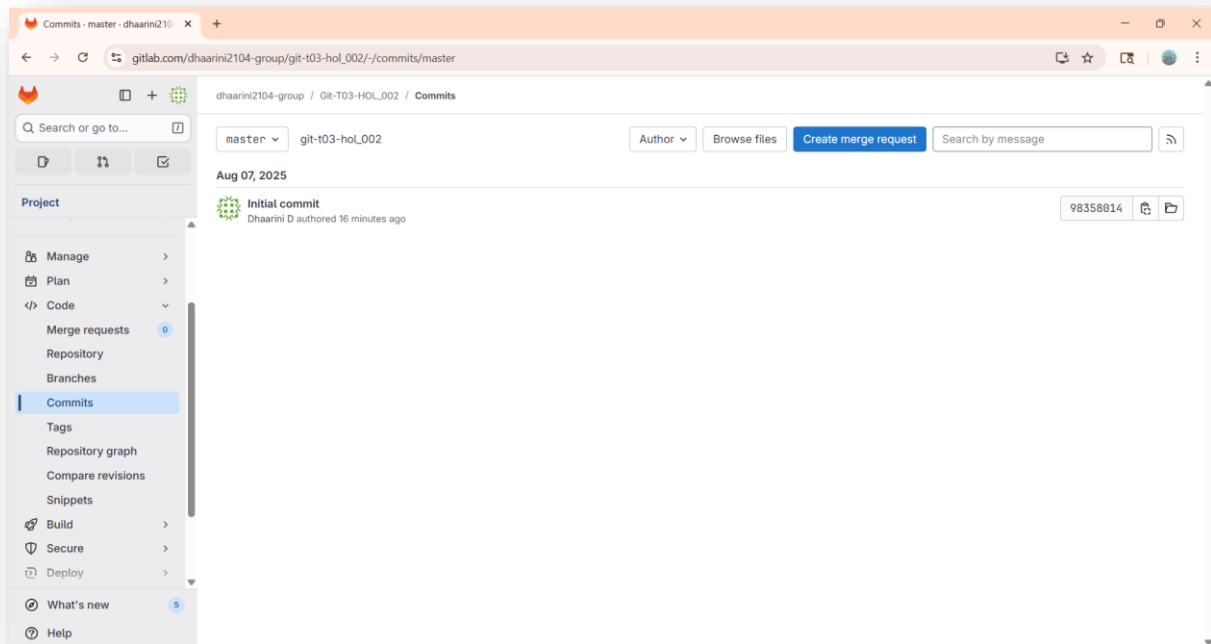 Commits - master - dhaarini210
gitlab.com/dhaarini2104-group/git-t03-hol_002/-/commits/master
Search or go to...
Project
Manage
Plan
Code
Merge requests 0
Repository
Branches
Commits
Tags
Repository graph
Compare revisions
Snippets
Build
Secure
Deploy
What's new 5
Help
dhaarini2104-group / Git-T03-HOL_002 / Commits
master git-t03-hol_002 Author Browse files Create merge request Search by message
Aug 07, 2025
Initial commit
Dhaarini D authored 16 minutes ago
98358014